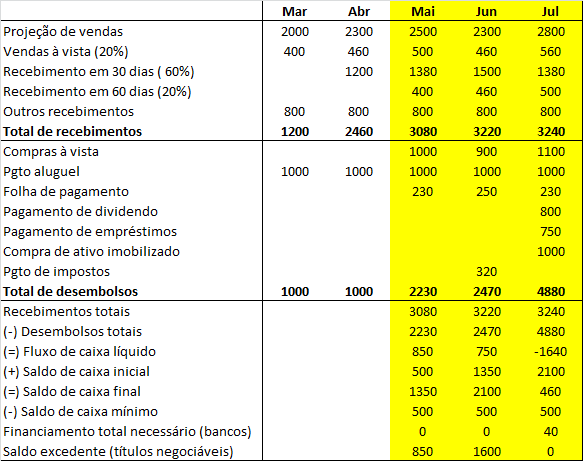 Mar Abr Mai Jun Jul
Projeção de vendas 2000 2300 2500 2300 2800
Vendas à vista (20%) 400 460 500 460 560
Recebimento em 30 dias ( 60%) 1200 1380 1500 1380
Recebimento em 60 dias (20%) 400 460 500
Outros recebimentos 800 800 800 800 800
Total de recebimentos 1200 2460 3080 3220 3240
Compras à vista 1000 900 1100
Pgto aluguel 1000 1000 1000 1000 1000
Folha de pagamento 230 250 230
Pagamento de dividendo 800
Pagamento de empréstimos 750
Compra de ativo imobilizado 1000
Pgto de impostos 320
Total de desembolsos 1000 1000 2230 2470 4880
Recebimentos totais 3080 3220 3240
(-) Desembolsos totais 2230 2470 4880
(=) Fluxo de caixa líquido 850 750 -1640
(+) Saldo de caixa inicial 500 1350 2100
(=) Saldo de caixa final 1350 2100 460
(-) Saldo de caixa mínimo 500 500 500
Financiamento total necessário (bancos) 0 0 40
Saldo excedente (títulos negociáveis) 850 1600 0